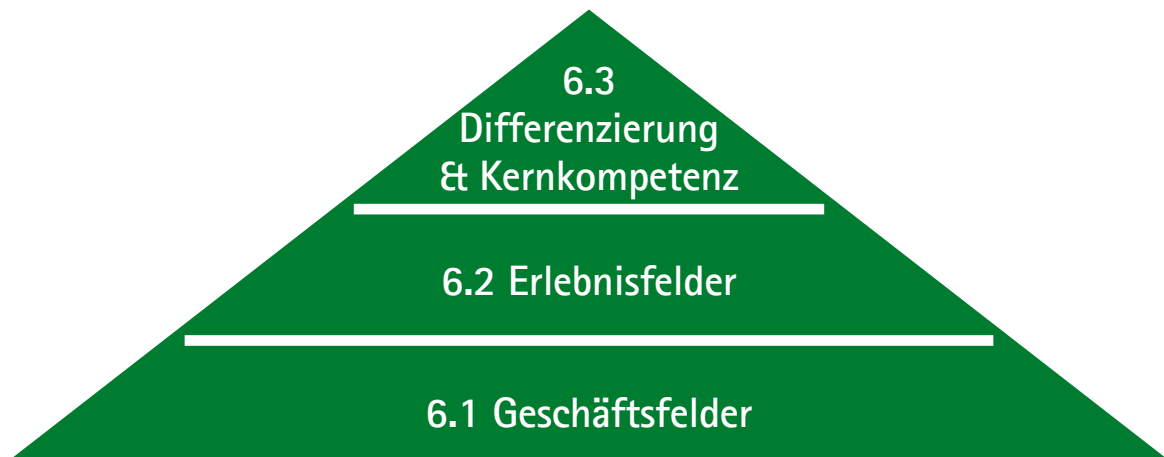 6.3
Differenzierung
& Kernkompetenz
6.2 Erlebnisfelder
6.1 Geschäftsfelder